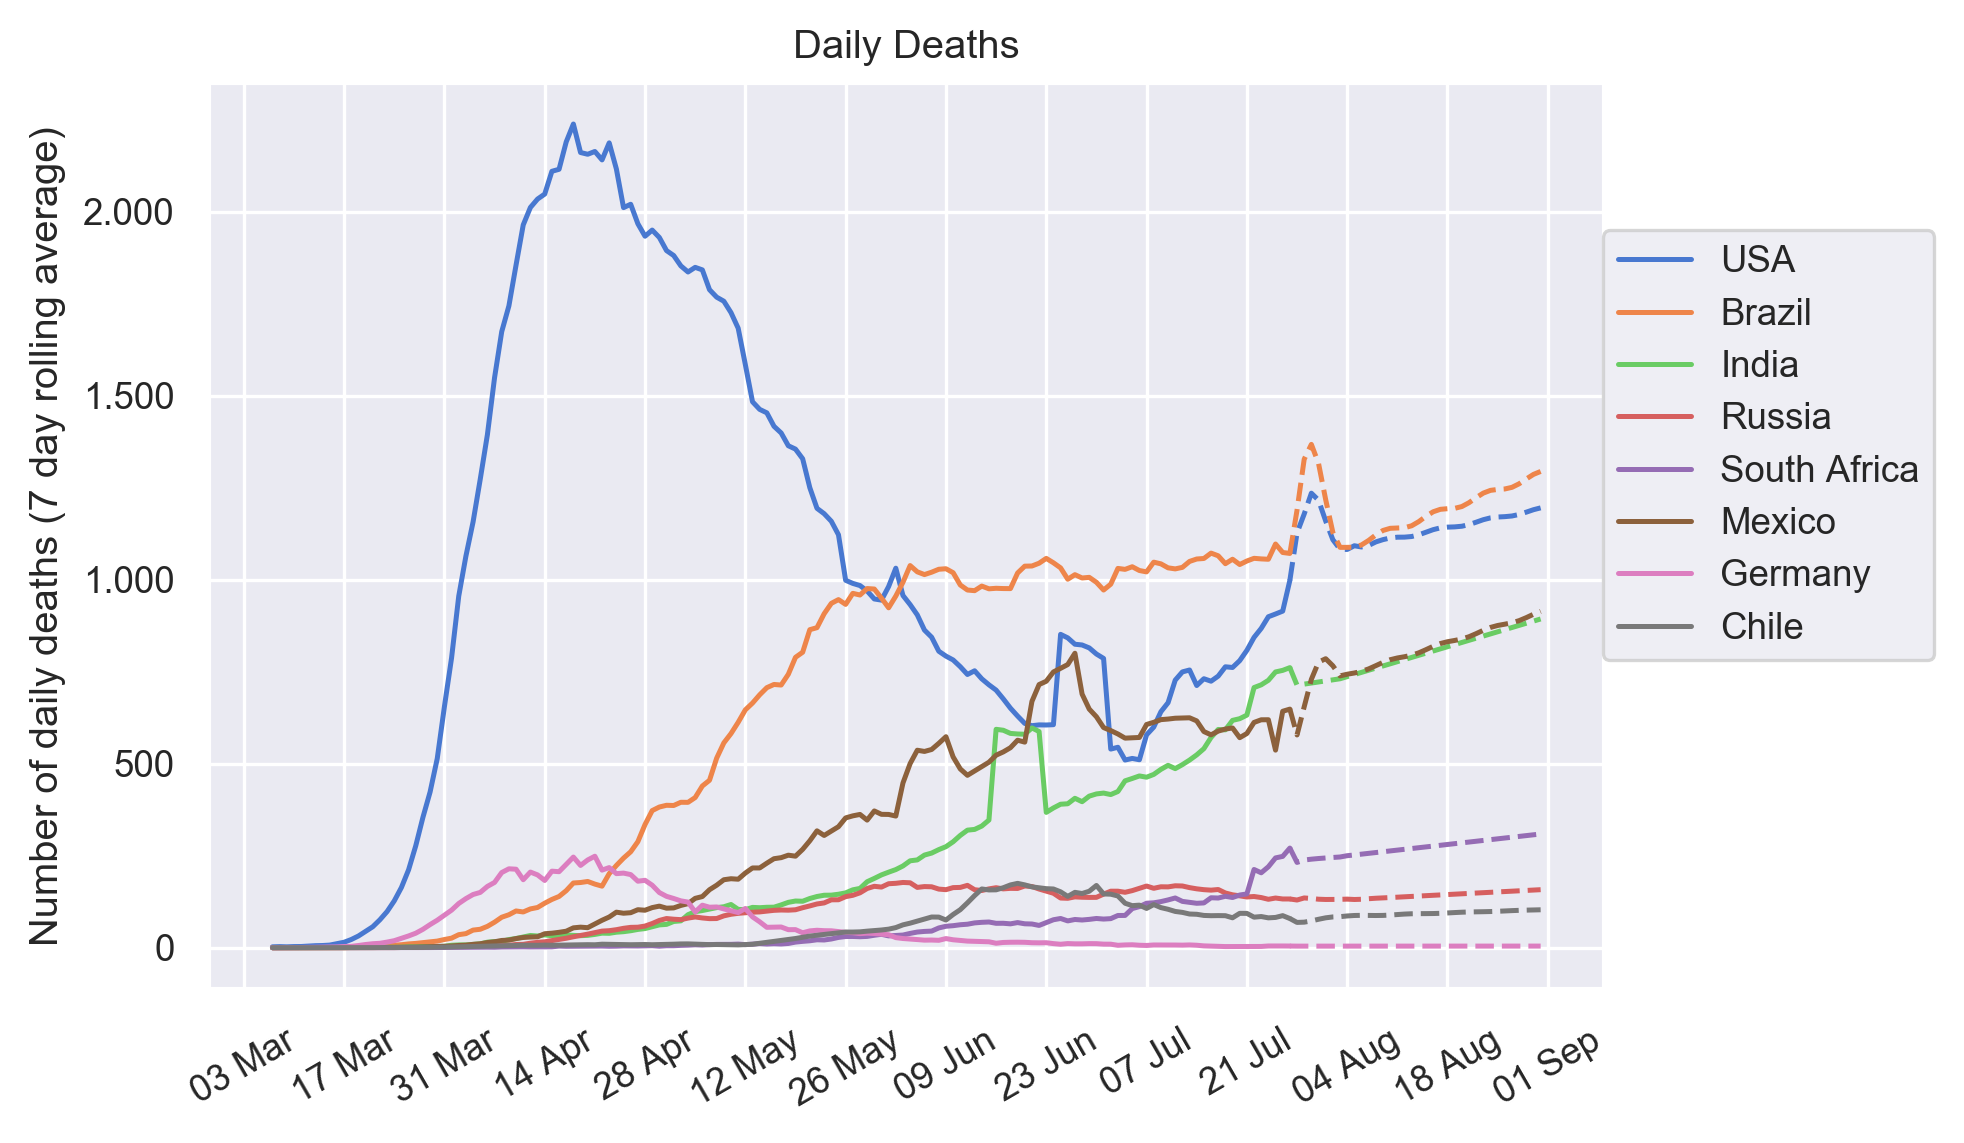 Daily Deaths
Number of daily deaths (7 day rolling average)
2.000
1.500
1.000
500
0
03 Mar
17 Mar
31 Mar
14 Apr
28 Apr
12 May
26 May
09 Jun
23 Jun
07 Jul
21 Jul
04 Aug
18 Aug
01 Sep
USA
Brazil
India
Russia
South Africa
Mexico
Germany
Chile